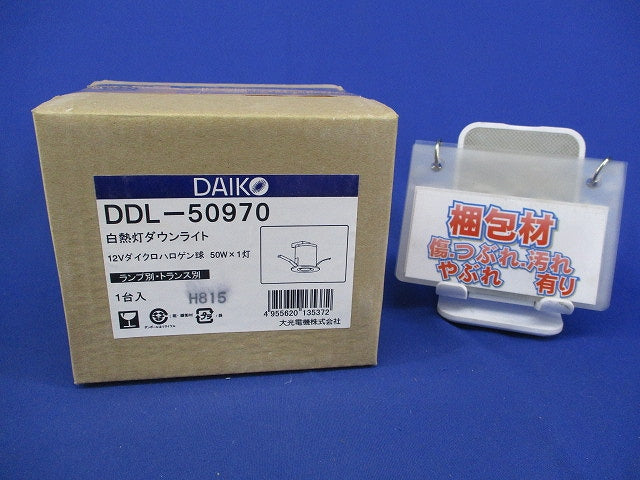 DAIKO
DDL-50970
白熱灯ダウンライト
12Vダイクロハロゲン球 50W×1灯
ランプ別・トランス別
1台入 H815
4 955620 135372
大光電機株式会社
梱包材
傷.つぶれ.汚れ
やぶれ 有り